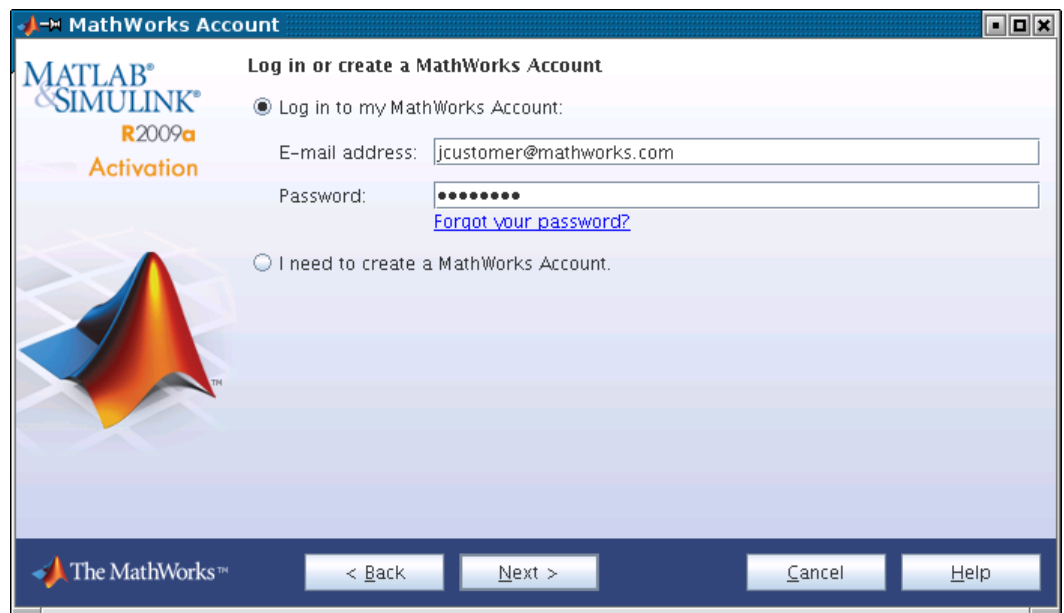 MathWorks Account
MATLAB®
&SIMULINK®
R2009a
Activation
Log in or create a MathWorks Account
Log in to my MathWorks Account:
E-mail address: jcustomer@mathworks.com
Password: ••••••••
Forgot your password?
I need to create a MathWorks Account.
TM
The MathWorks™
< Back
Next >
Cancel
Help